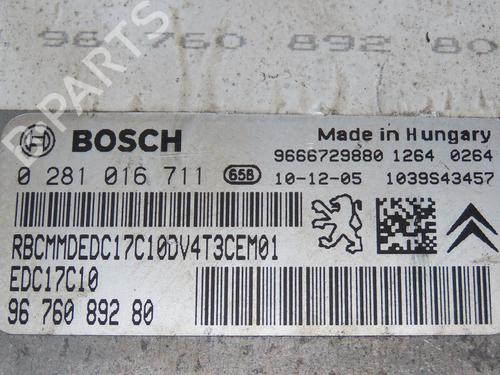 96 760 892 80
B PARTS
BOSCH
Made in Hungary
9666729880 1264 0264
0 281 016 711 658 10-12-05 1039S43457
RBCMMDEDC17C10DV4T3CEM01
EDC17C10
96 760 892 80